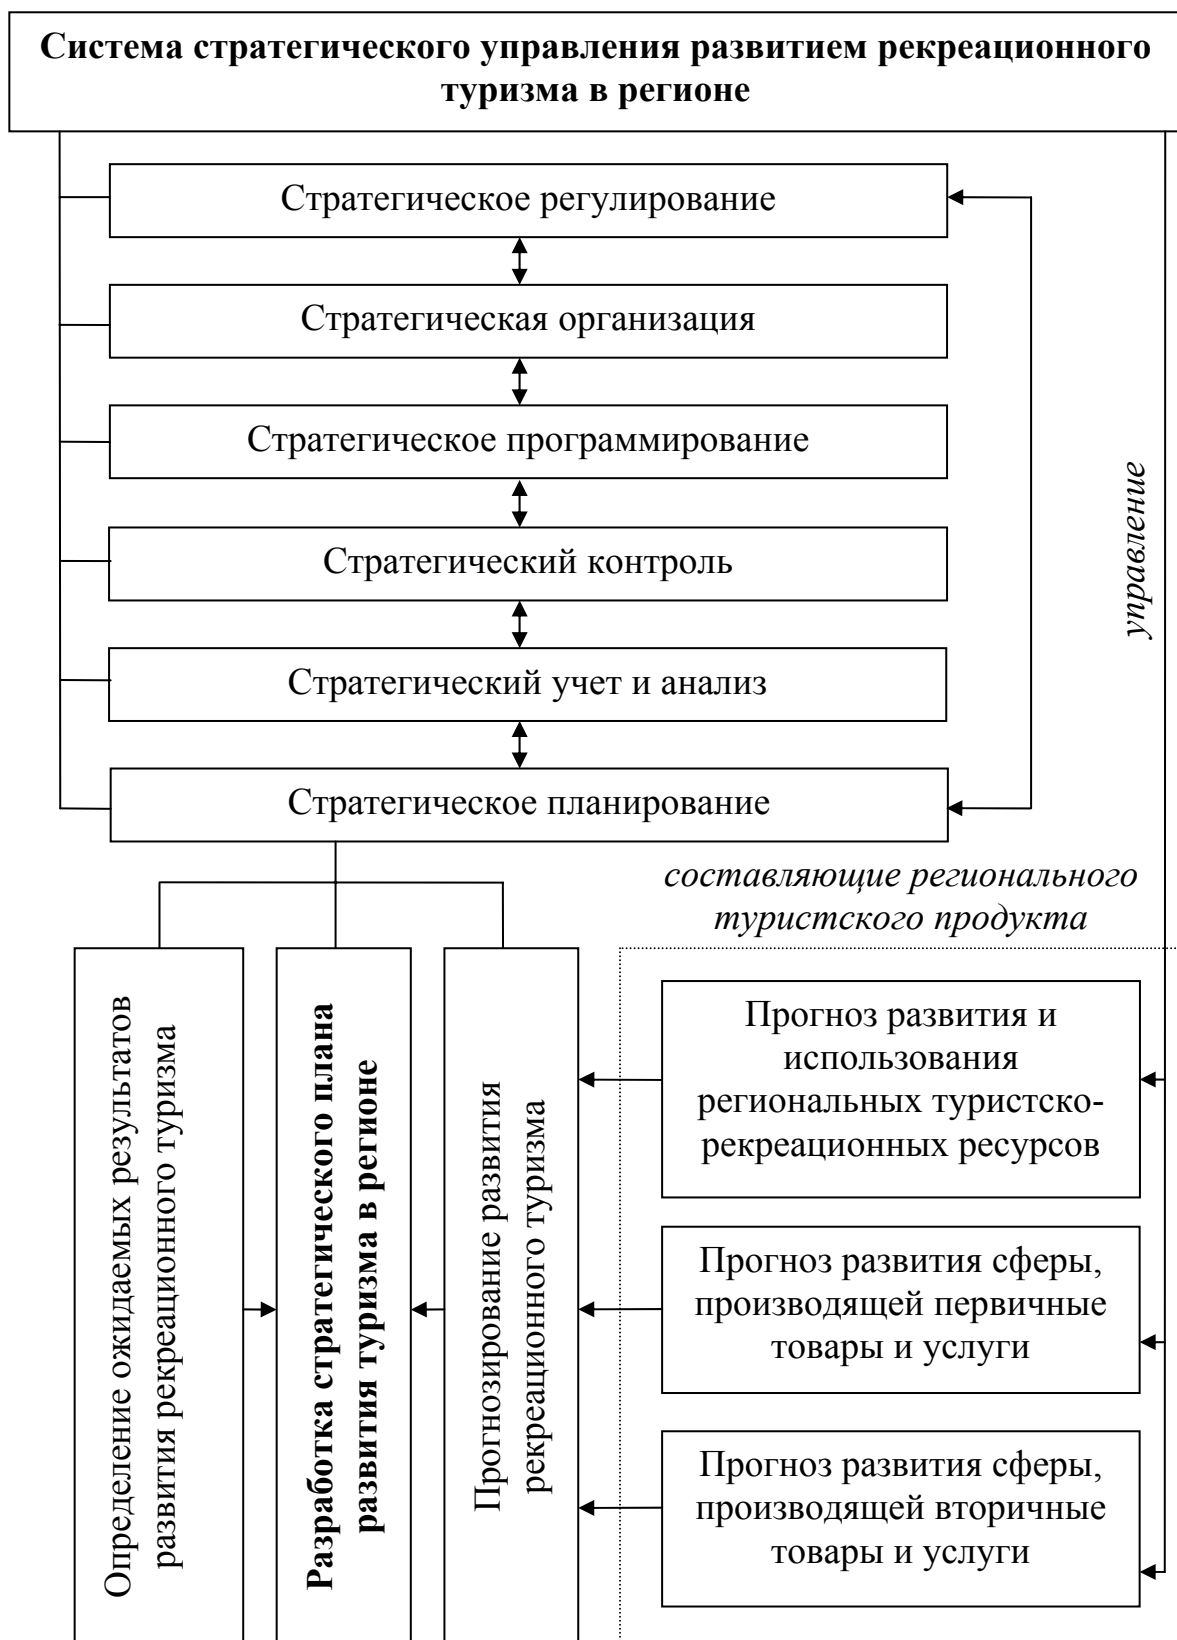 Система стратегического управления развитием рекреационного
туризма в регионе
Стратегическое регулирование
Стратегическая организация
Стратегическое программирование
Стратегический контроль
Стратегический учет и анализ
Стратегическое планирование
управление
составляющие регионального
туристского продукта
Определение ожидаемых результатов
развития рекреационного туризма
Разработка стратегического плана
развития туризма в регионе
Прогнозирование развития
рекреационного туризма
Прогноз развития и
использования
региональных туристско-
рекреационных ресурсов
Прогноз развития сферы,
производящей первичные
товары и услуги
Прогноз развития сферы,
производящей вторичные
товары и услуги